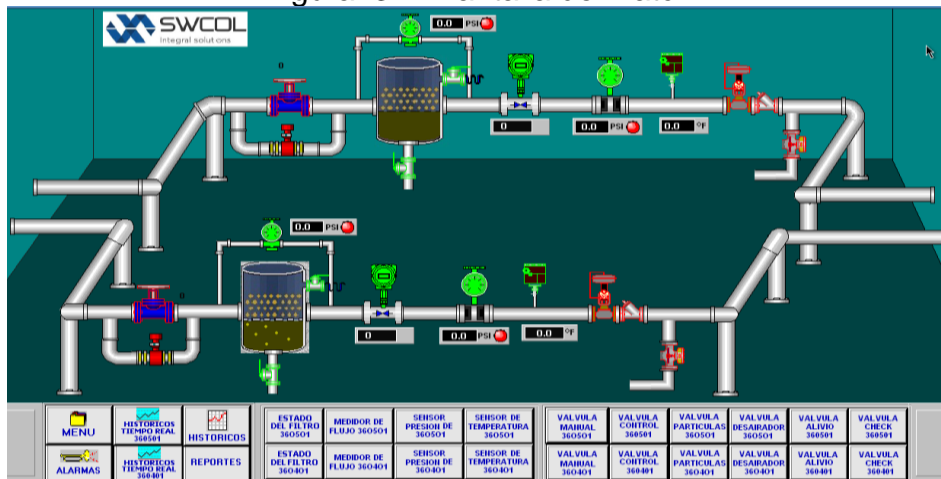 SWCOL
Integral solutions
0.0 PSI
0
0
0.0 PSI
0.0 °F
0.0 PSI
0
0
0.0 PSI
0.0 °F
MENU
HISTORICOS
TIEMPO REAL
360501
HISTORICOS
ESTADO
DEL FILTRO
360501
MEDIDOR DE
FLUJO 360501
SENSOR
PRESION DE
360501
SENSOR DE
TEMPERATURA
360501
VALVULA
MANUAL
360501
VALVULA
CONTROL
360501
VALVULA
PARTICULAS
360501
VALVULA
DESAIRADOR
360501
VALVULA
ALIVIO
360501
VALVULA
CHECK
360501
ALARMAS
HISTORICOS
TIEMPO REAL
360401
REPORTES
ESTADO
DEL FILTRO
360401
MEDIDOR DE
FLUJO 360401
SENSOR
PRESION DE
360401
SENSOR DE
TEMPERATURA
360401
VALVULA
MANUAL
360401
VALVULA
CONTROL
360401
VALVULA
PARTICULAS
360401
VALVULA
DESAIRADOR
360401
VALVULA
ALIVIO
360401
VALVULA
CHECK
360401